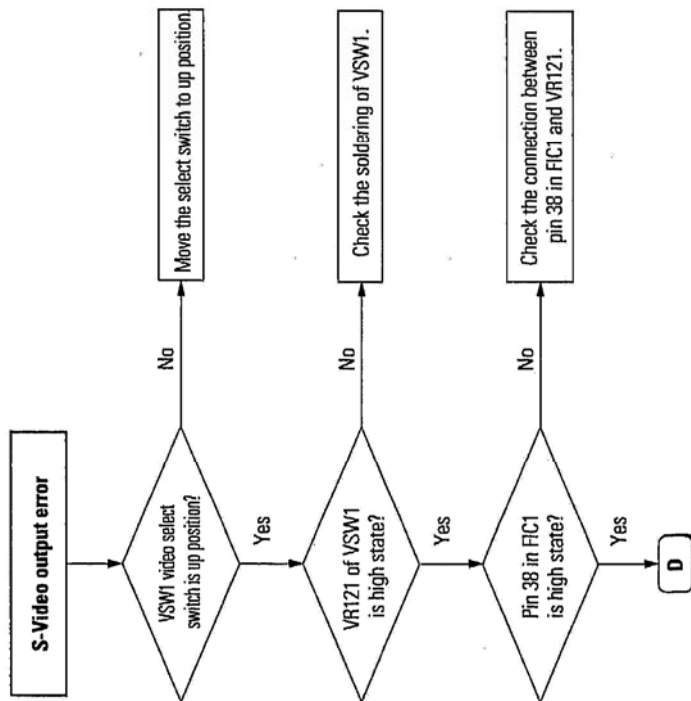 S-Video output error
VSW1 video select
switch is up position?
No
Move the select switch to up position.
Yes
VR121 of VSW1
is high state?
No
Check the soldering of VSW1.
Yes
Pin 38 in FIC1
is high state?
No
Check the connection between
pin 38 in FIC1 and VR121.
Yes
D